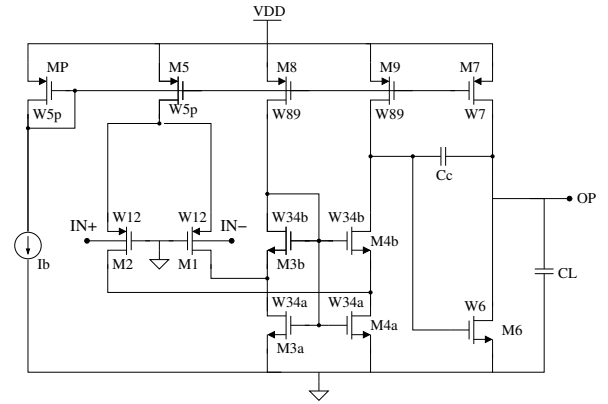 VDD
MP
M5
M8
M9
M7
W5p
W5p
W89
W89
W7
Cc
OP
IN+
W12
W12
IN−
W34b
W34b
M2
M1
M3b
M4b
Ib
CL
W34a
W34a
W6
M6
M3a
M4a